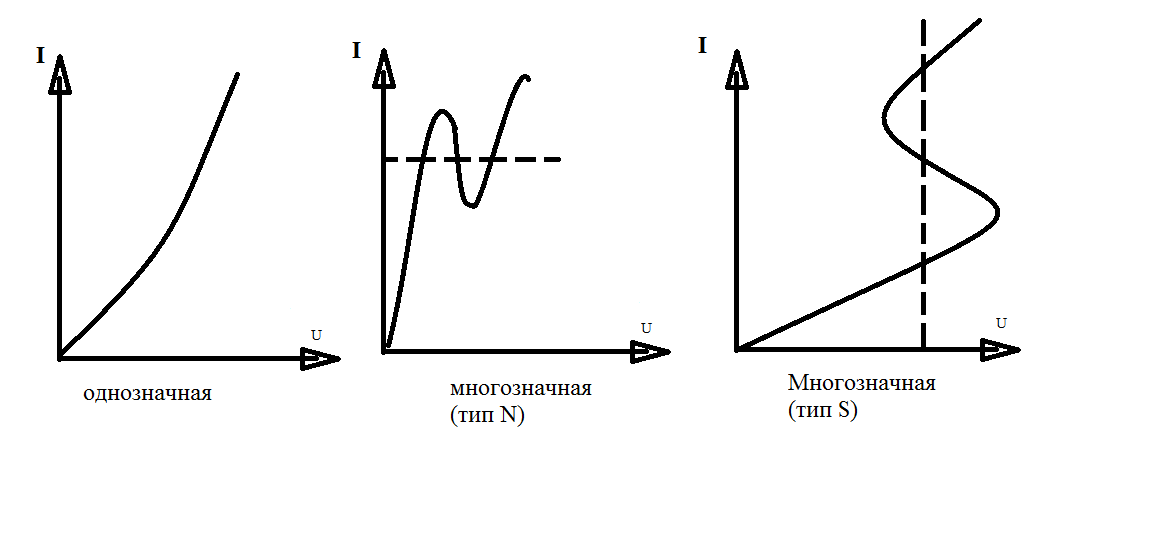 I
U
однозначная
I
U
многозначная
(тип N)
I
U
Многозначная
(тип S)